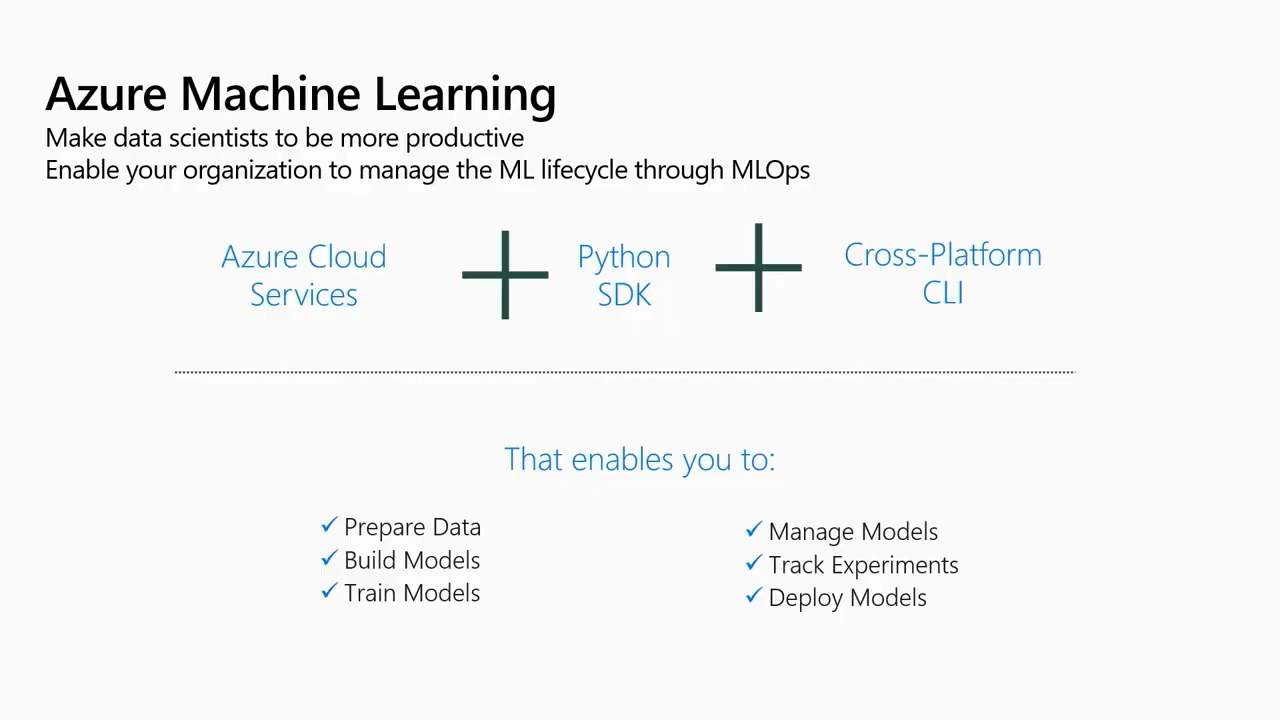 Azure Machine Learning
Make data scientists to be more productive
Enable your organization to manage the ML lifecycle through MLOps
Azure Cloud
Services
Python
SDK
Cross-Platform
CLI
That enables you to:
✓ Prepare Data
✓ Build Models
✓ Train Models
✓ Manage Models
✓ Track Experiments
✓ Deploy Models